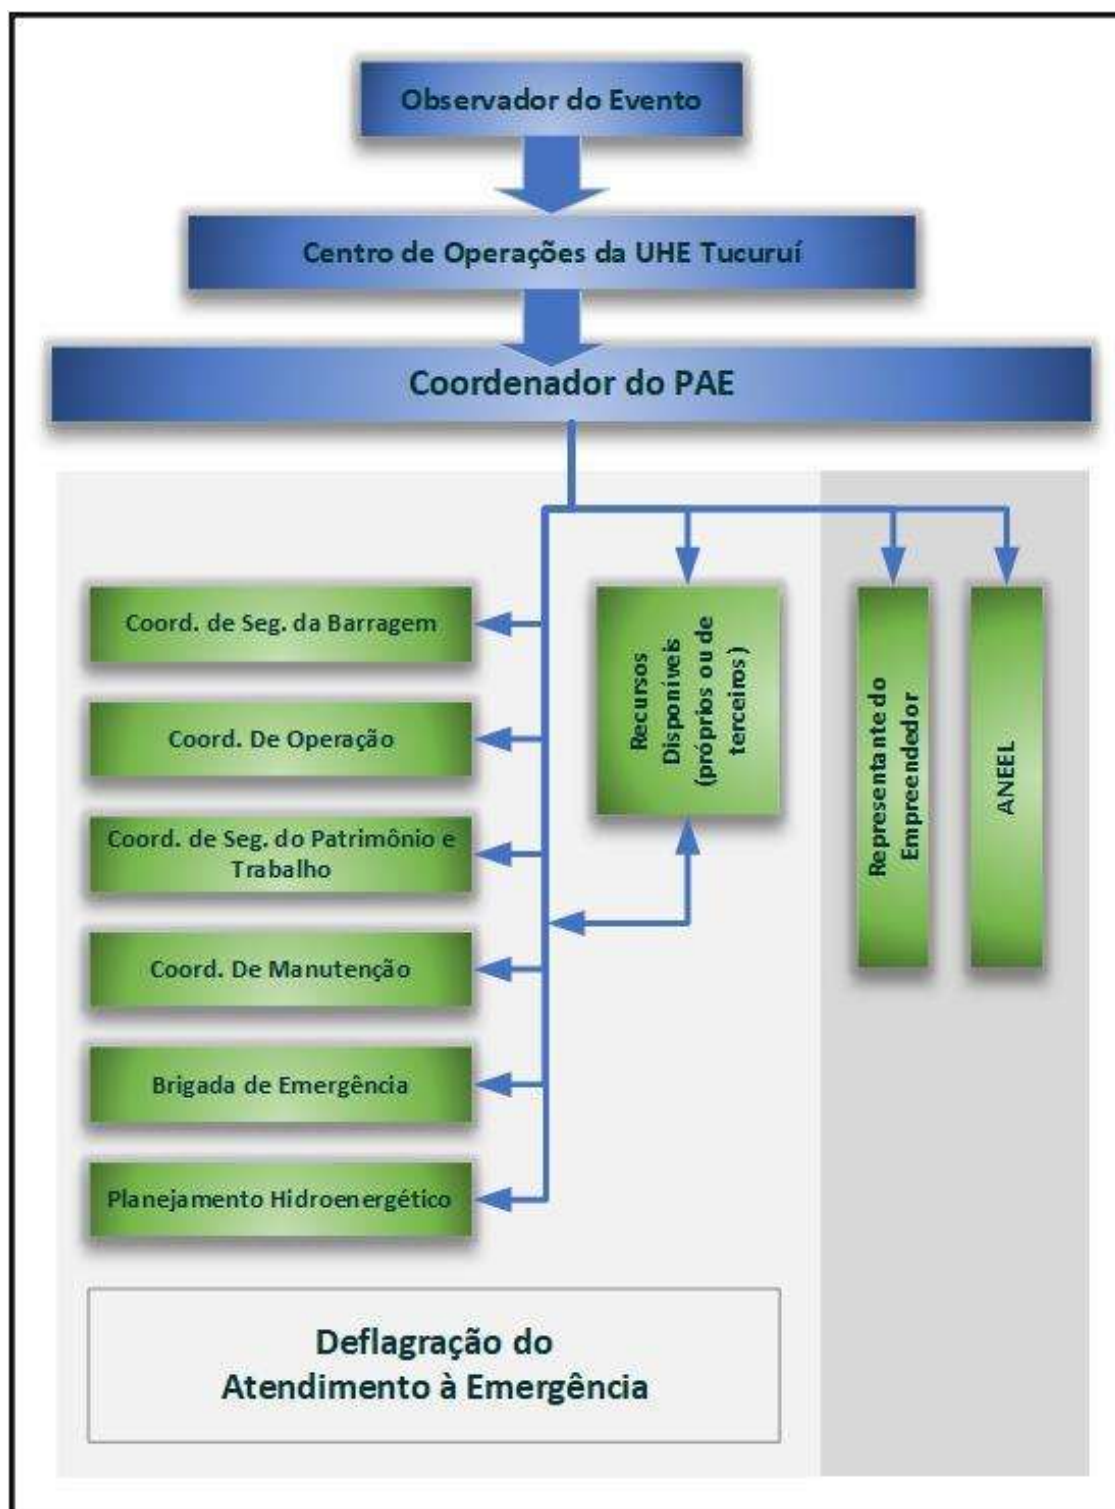 Observador do Evento
Centro de Operações da UHE Tucuruí
Coordenador do PAE
Coord. de Seg. da Barragem
Coord. De Operação
Coord. de Seg. do Patrimônio e
Trabalho
Coord. De Manutenção
Brigada de Emergência
Planejamento Hidroenergético
Recursos
Disponíveis
(próprios ou de
terceiros )
Representante do
Empreendedor
ANEEL
Deflagração do
Atendimento à Emergência